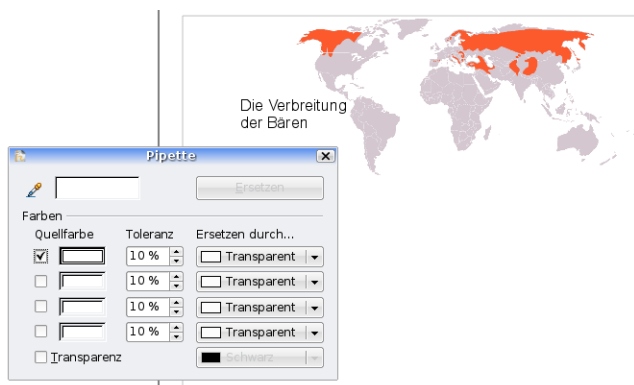 Die Verbreitung
der Bären
Pipette
Ersetzen
Farben
Quellfarbe Toleranz Ersetzen durch...
10 % Transparent
10 % Transparent
10 % Transparent
10 % Transparent
Transparenz Schwarz